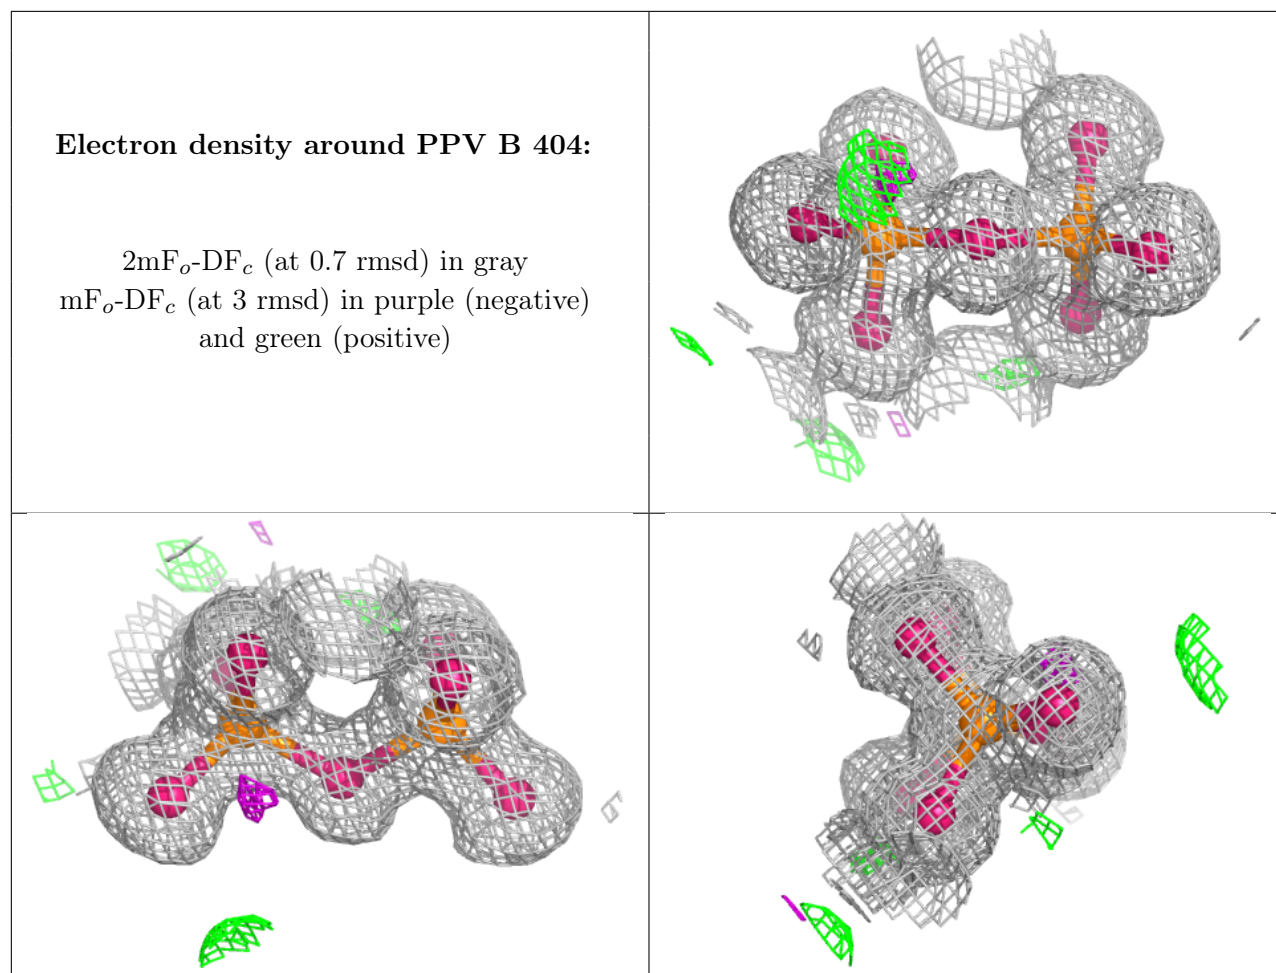 Electron density around PPV B 404:
2mFo-DFc (at 0.7 rmsd) in gray
mFo-DFc (at 3 rmsd) in purple (negative)
and green (positive)